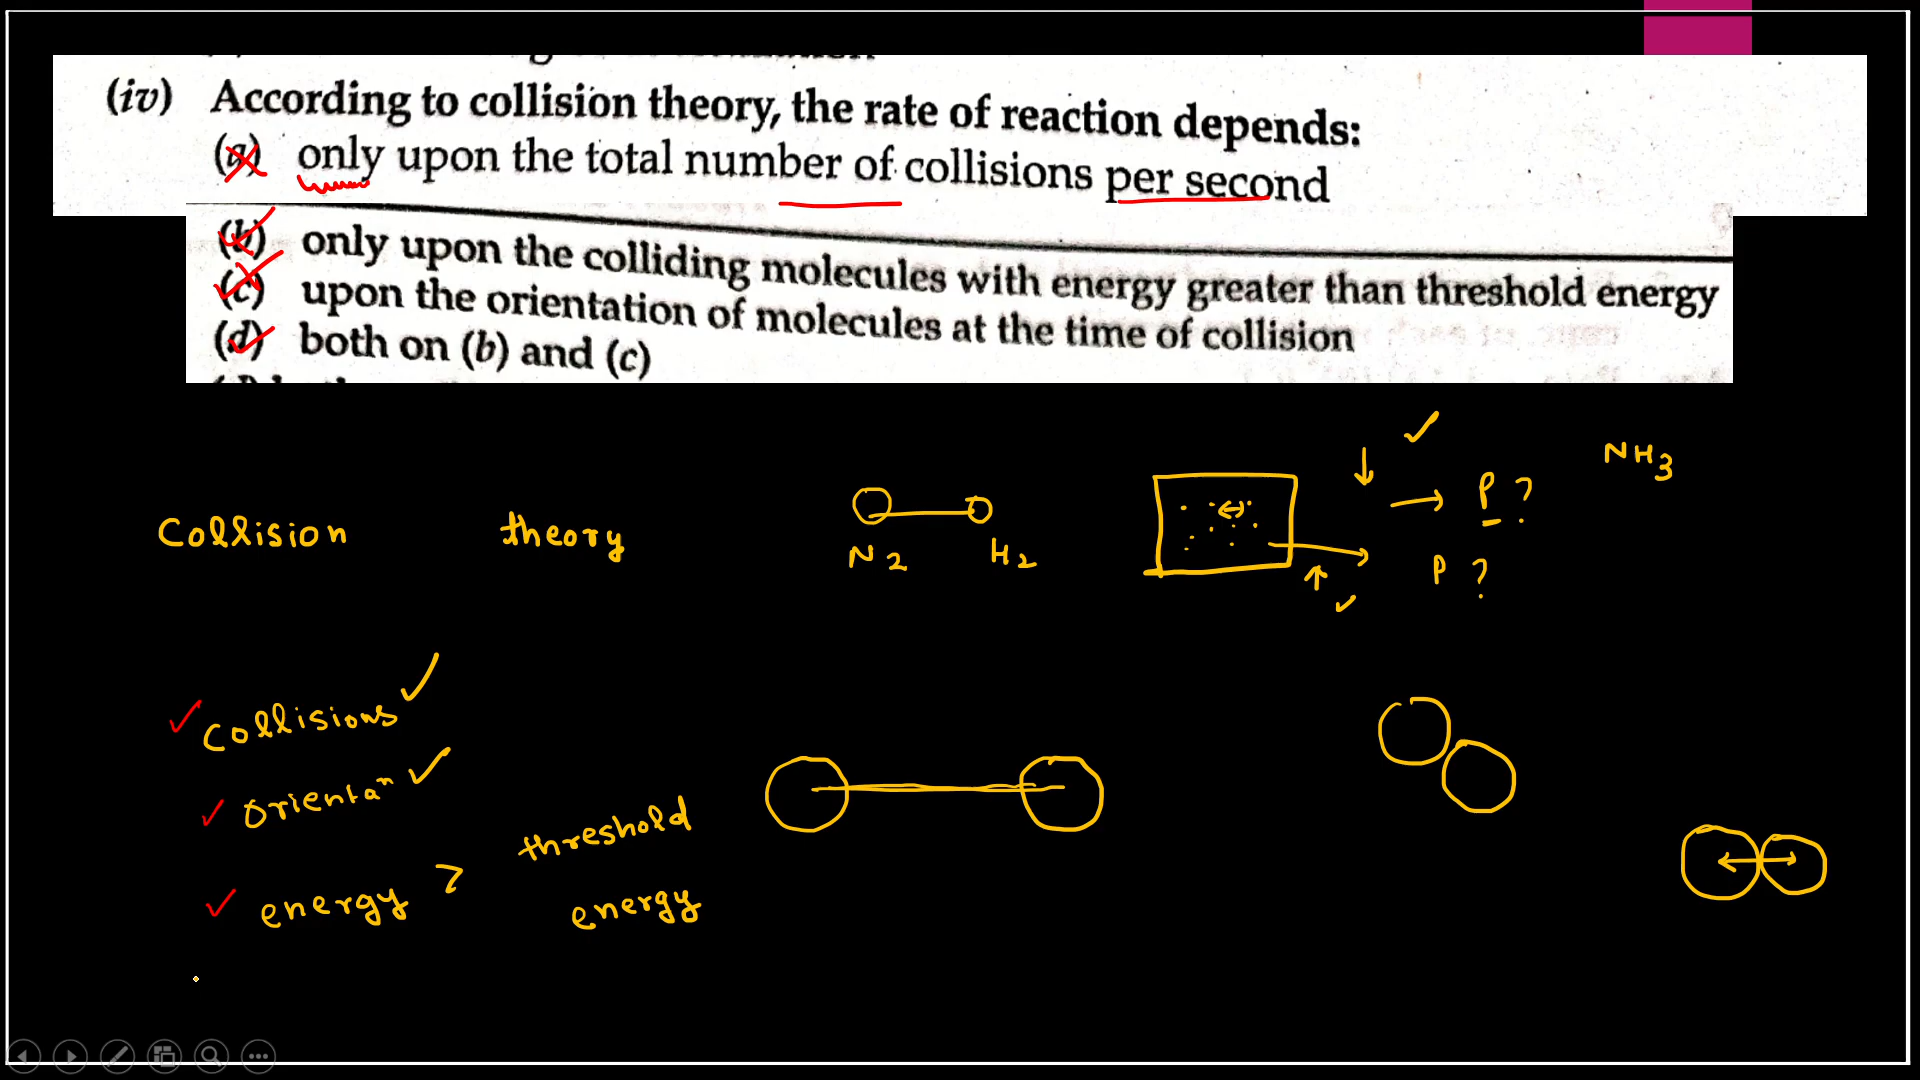 (iv) According to collision theory, the rate of reaction depends:
(a) only upon the total number of collisions per second
(b) only upon the colliding molecules with energy greater than threshold energy
(c) upon the orientation of molecules at the time of collision
(d) both on (b) and (c)
NH3
P ?
Collision theory
N2 H2
P ?
Collisions
Orientaⁿ
threshold
energy >
energy